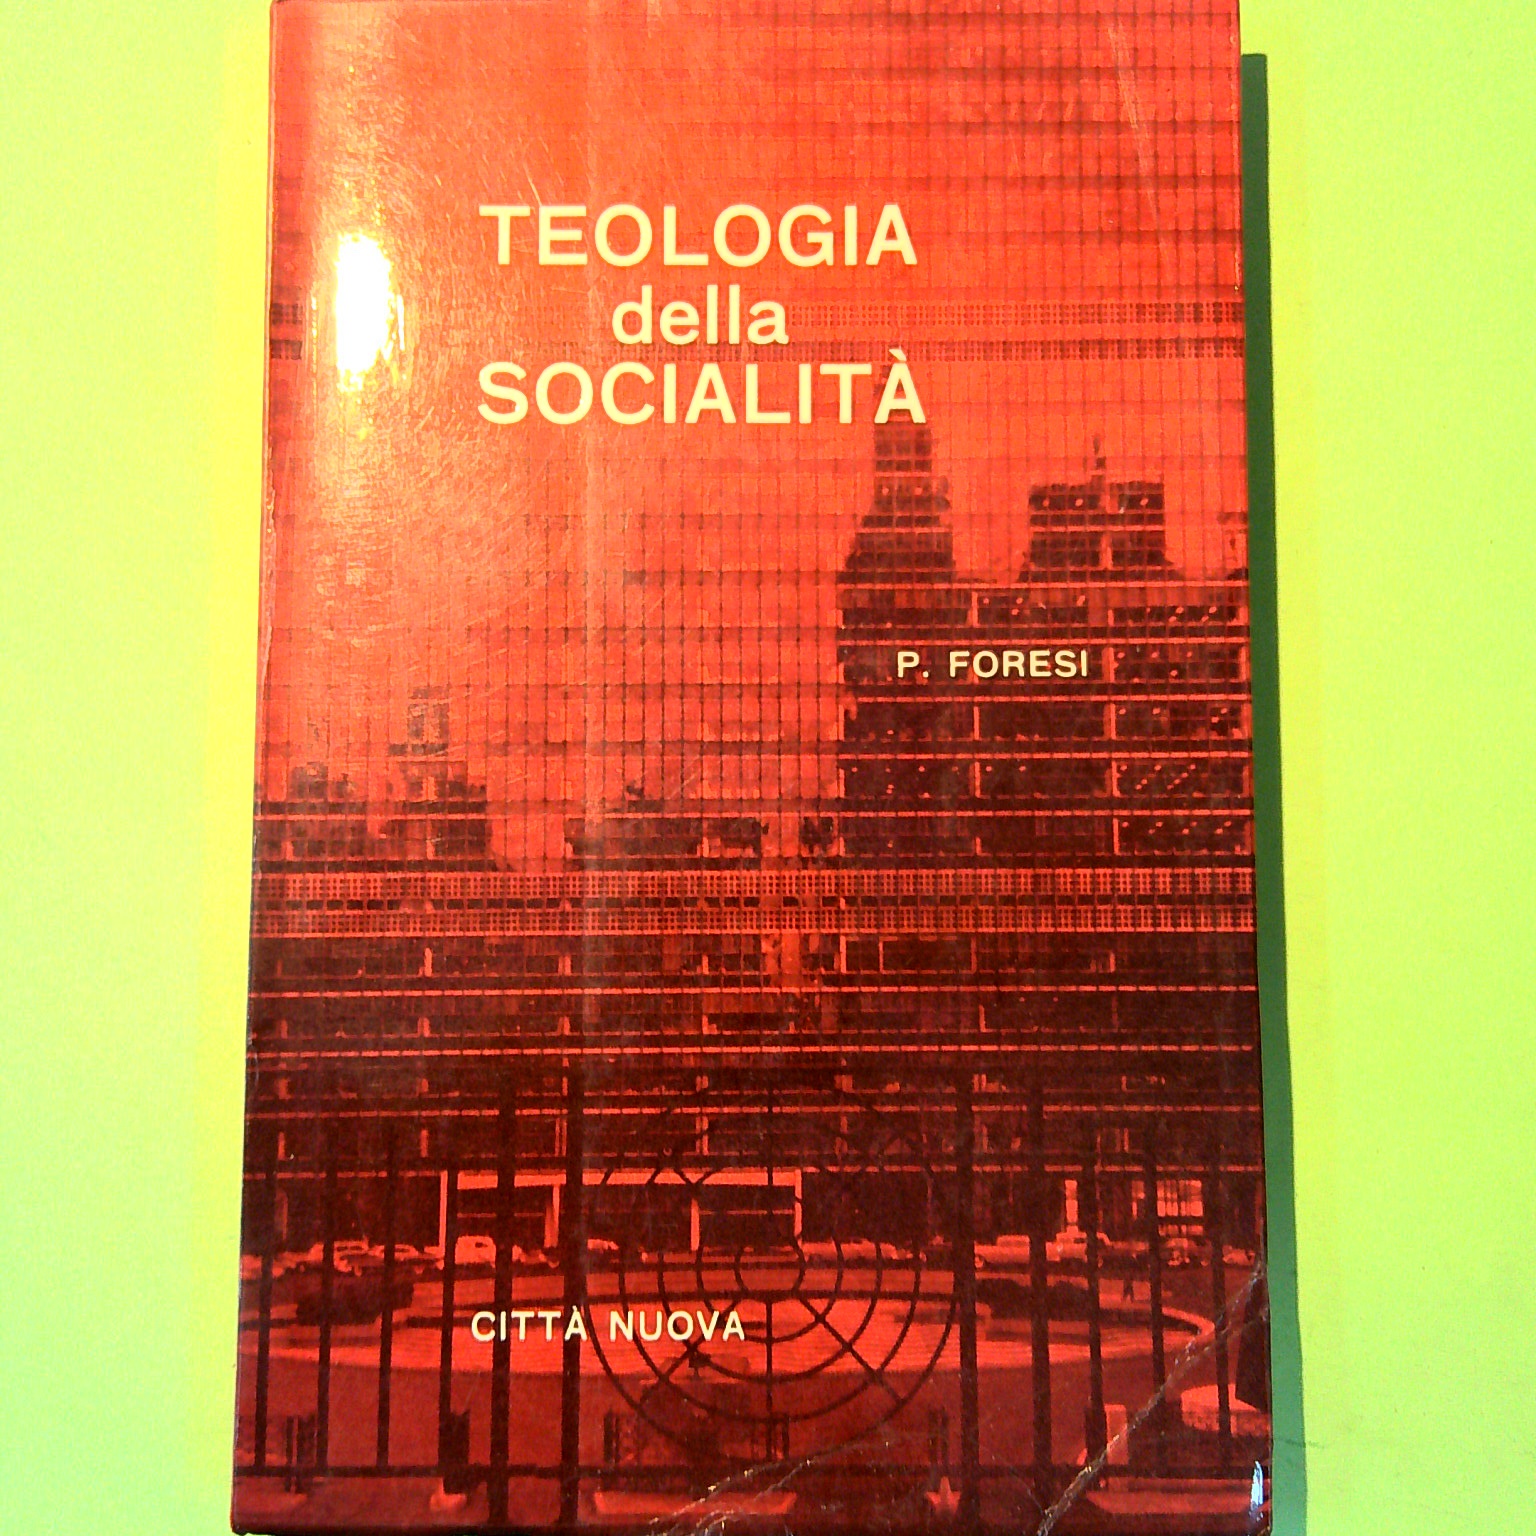 TEOLOGIA
della
SOCIALITÀ
P. FORESI
CITTÀ NUOVA